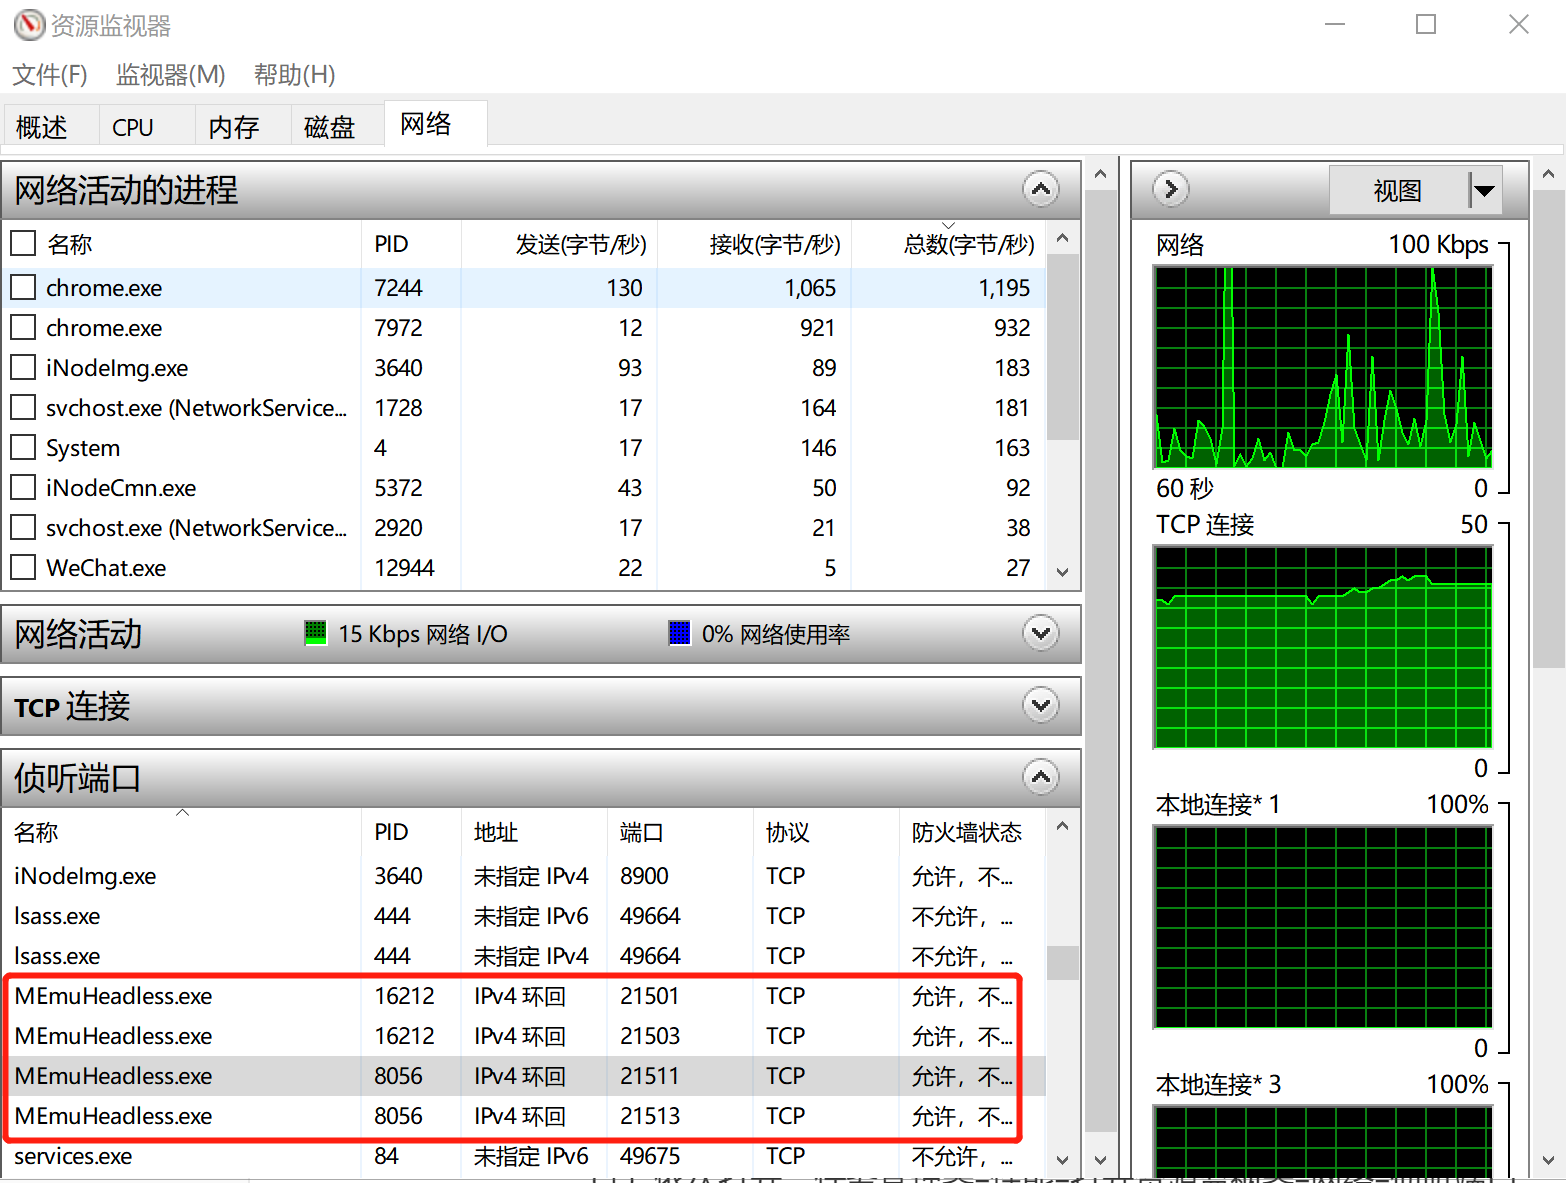 资源监视器
文件(F) 监视器(M) 帮助(H)
概述 CPU 内存 磁盘 网络
网络活动的进程
名称 PID 发送(字节/秒) 接收(字节/秒) 总数(字节/秒)
chrome.exe 7244 130 1,065 1,195
chrome.exe 7972 12 921 932
iNodeImg.exe 3640 93 89 183
svchost.exe (NetworkService... 1728 17 164 181
System 4 17 146 163
iNodeCmn.exe 5372 43 50 92
svchost.exe (NetworkService... 2920 17 21 38
WeChat.exe 12944 22 5 27
网络活动 15 Kbps 网络 I/O 0% 网络使用率
TCP 连接
侦听端口
名称 PID 地址 端口 协议 防火墙状态
iNodeImg.exe 3640 未指定 IPv4 8900 TCP 允许，不...
lsass.exe 444 未指定 IPv6 49664 TCP 不允许，...
lsass.exe 444 未指定 IPv4 49664 TCP 不允许，...
MEmuHeadless.exe 16212 IPv4 环回 21501 TCP 允许，不...
MEmuHeadless.exe 16212 IPv4 环回 21503 TCP 允许，不...
MEmuHeadless.exe 8056 IPv4 环回 21511 TCP 允许，不...
MEmuHeadless.exe 8056 IPv4 环回 21513 TCP 允许，不...
services.exe 84 未指定 IPv6 49675 TCP 不允许，...
视图
网络 100 Kbps
60 秒 0
TCP 连接 50
0
本地连接* 1 100%
0
本地连接* 3 100%